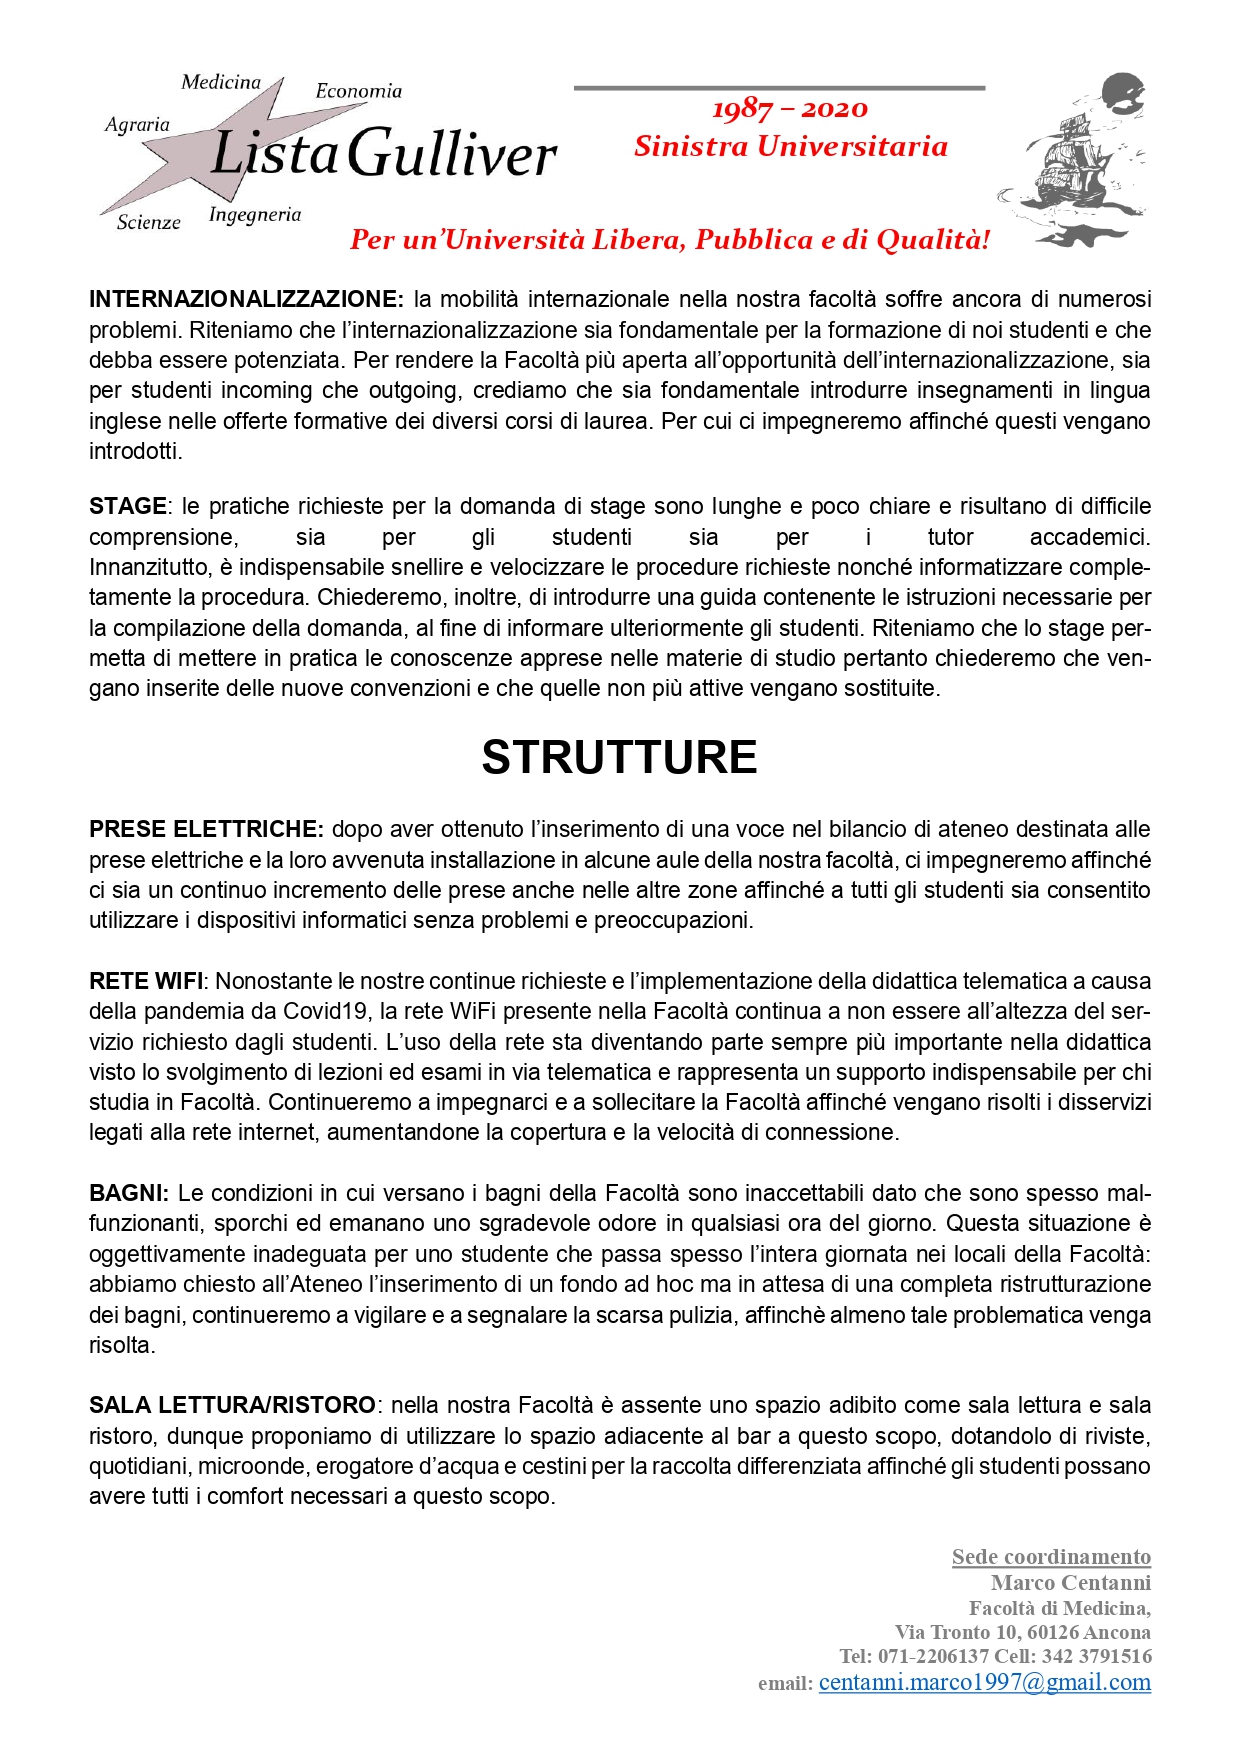 Medicina
Economia
Agraria
Lista Gulliver
Scienze
Ingegneria
1987 – 2020
Sinistra Universitaria
Per un’Università Libera, Pubblica e di Qualità!
INTERNAZIONALIZZAZIONE: la mobilità internazionale nella nostra facoltà soffre ancora di numerosi
problemi. Riteniamo che l’internazionalizzazione sia fondamentale per la formazione di noi studenti e che
debba essere potenziata. Per rendere la Facoltà più aperta all’opportunità dell’internazionalizzazione, sia
per studenti incoming che outgoing, crediamo che sia fondamentale introdurre insegnamenti in lingua
inglese nelle offerte formative dei diversi corsi di laurea. Per cui ci impegneremo affinché questi vengano
introdotti.
STAGE: le pratiche richieste per la domanda di stage sono lunghe e poco chiare e risultano di difficile
comprensione, sia per gli studenti sia per i tutor accademici.
Innanzitutto, è indispensabile snellire e velocizzare le procedure richieste nonché informatizzare comple-
tamente la procedura. Chiederemo, inoltre, di introdurre una guida contenente le istruzioni necessarie per
la compilazione della domanda, al fine di informare ulteriormente gli studenti. Riteniamo che lo stage per-
metta di mettere in pratica le conoscenze apprese nelle materie di studio pertanto chiederemo che ven-
gano inserite delle nuove convenzioni e che quelle non più attive vengano sostituite.
STRUTTURE
PRESE ELETTRICHE: dopo aver ottenuto l’inserimento di una voce nel bilancio di ateneo destinata alle
prese elettriche e la loro avvenuta installazione in alcune aule della nostra facoltà, ci impegneremo affinché
ci sia un continuo incremento delle prese anche nelle altre zone affinché a tutti gli studenti sia consentito
utilizzare i dispositivi informatici senza problemi e preoccupazioni.
RETE WIFI: Nonostante le nostre continue richieste e l’implementazione della didattica telematica a causa
della pandemia da Covid19, la rete WiFi presente nella Facoltà continua a non essere all’altezza del ser-
vizio richiesto dagli studenti. L’uso della rete sta diventando parte sempre più importante nella didattica
visto lo svolgimento di lezioni ed esami in via telematica e rappresenta un supporto indispensabile per chi
studia in Facoltà. Continueremo a impegnarci e a sollecitare la Facoltà affinché vengano risolti i disservizi
legati alla rete internet, aumentandone la copertura e la velocità di connessione.
BAGNI: Le condizioni in cui versano i bagni della Facoltà sono inaccettabili dato che sono spesso mal-
funzionanti, sporchi ed emanano uno sgradevole odore in qualsiasi ora del giorno. Questa situazione è
oggettivamente inadeguata per uno studente che passa spesso l’intera giornata nei locali della Facoltà:
abbiamo chiesto all’Ateneo l’inserimento di un fondo ad hoc ma in attesa di una completa ristrutturazione
dei bagni, continueremo a vigilare e a segnalare la scarsa pulizia, affinchè almeno tale problematica venga
risolta.
SALA LETTURA/RISTORO: nella nostra Facoltà è assente uno spazio adibito come sala lettura e sala
ristoro, dunque proponiamo di utilizzare lo spazio adiacente al bar a questo scopo, dotandolo di riviste,
quotidiani, microonde, erogatore d’acqua e cestini per la raccolta differenziata affinché gli studenti possano
avere tutti i comfort necessari a questo scopo.
Sede coordinamento
Marco Centanni
Facoltà di Medicina,
Via Tronto 10, 60126 Ancona
Tel: 071-2206137 Cell: 342 3791516
email: centanni.marco1997@gmail.com